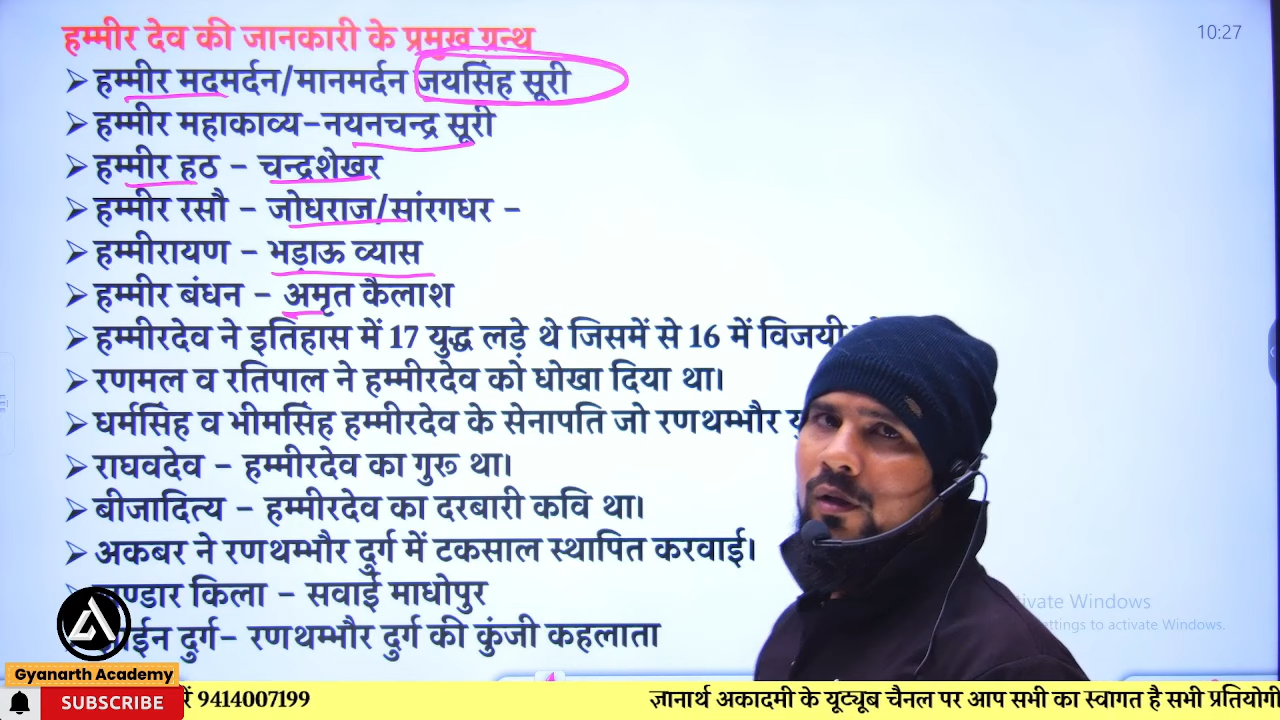 हम्मीर देव की जानकारी के प्रमुख ग्रन्थ
10:27
➢ हम्मीर मदमर्दन/मानमर्दन जयसिंह सूरी
➢ हम्मीर महाकाव्य-नयनचन्द्र सूरी
➢ हम्मीर हठ - चन्द्रशेखर
➢ हम्मीर रसौ - जोधराज/सांरगधर -
➢ हम्मीरायण - भड़ाऊ व्यास
➢ हम्मीर बंधन - अमृत कैलाश
➢ हम्मीरदेव ने इतिहास में 17 युद्ध लड़े थे जिसमें से 16 में विजयी
➢ रणमल व रतिपाल ने हम्मीरदेव को धोखा दिया था।
➢ धर्मसिंह व भीमसिंह हम्मीरदेव के सेनापति जो रणथम्भौर
➢ राघवदेव - हम्मीरदेव का गुरू था।
➢ बीजादित्य - हम्मीरदेव का दरबारी कवि था।
➢ अकबर ने रणथम्भौर दुर्ग में टकसाल स्थापित करवाई।
किला - सवाई माधोपुर
दुर्ग- रणथम्भौर दुर्ग की कुंजी कहलाता
Windows
to activate Windows.
Gyanarth Academy
SUBSCRIBE
रें 9414007199
ज्ञानार्थ अकादमी के यूट्यूब चैनल पर आप सभी का स्वागत है सभी प्रतियोगी